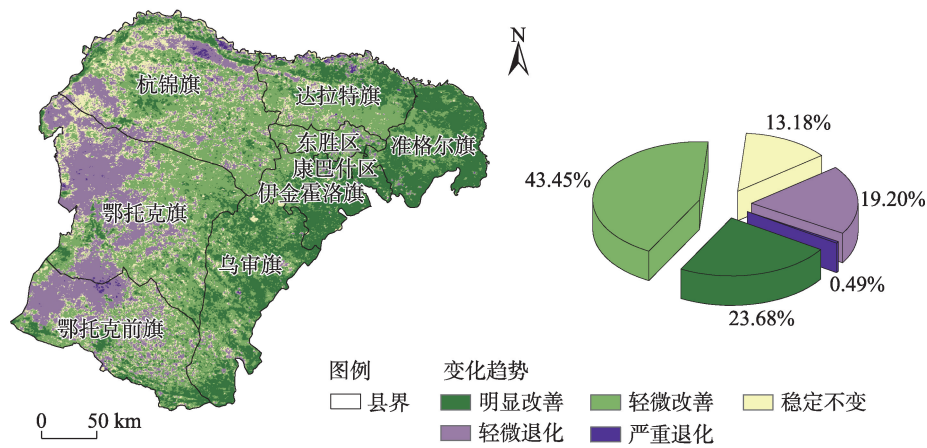 N
杭锦旗
达拉特旗
东胜区
准格尔旗
康巴什区
伊金霍洛旗
鄂托克旗
乌审旗
鄂托克前旗
0 50 km
13.18%
43.45%
19.20%
0.49%
23.68%
图例 变化趋势
县界 明显改善 轻微改善 稳定不变
轻微退化 严重退化